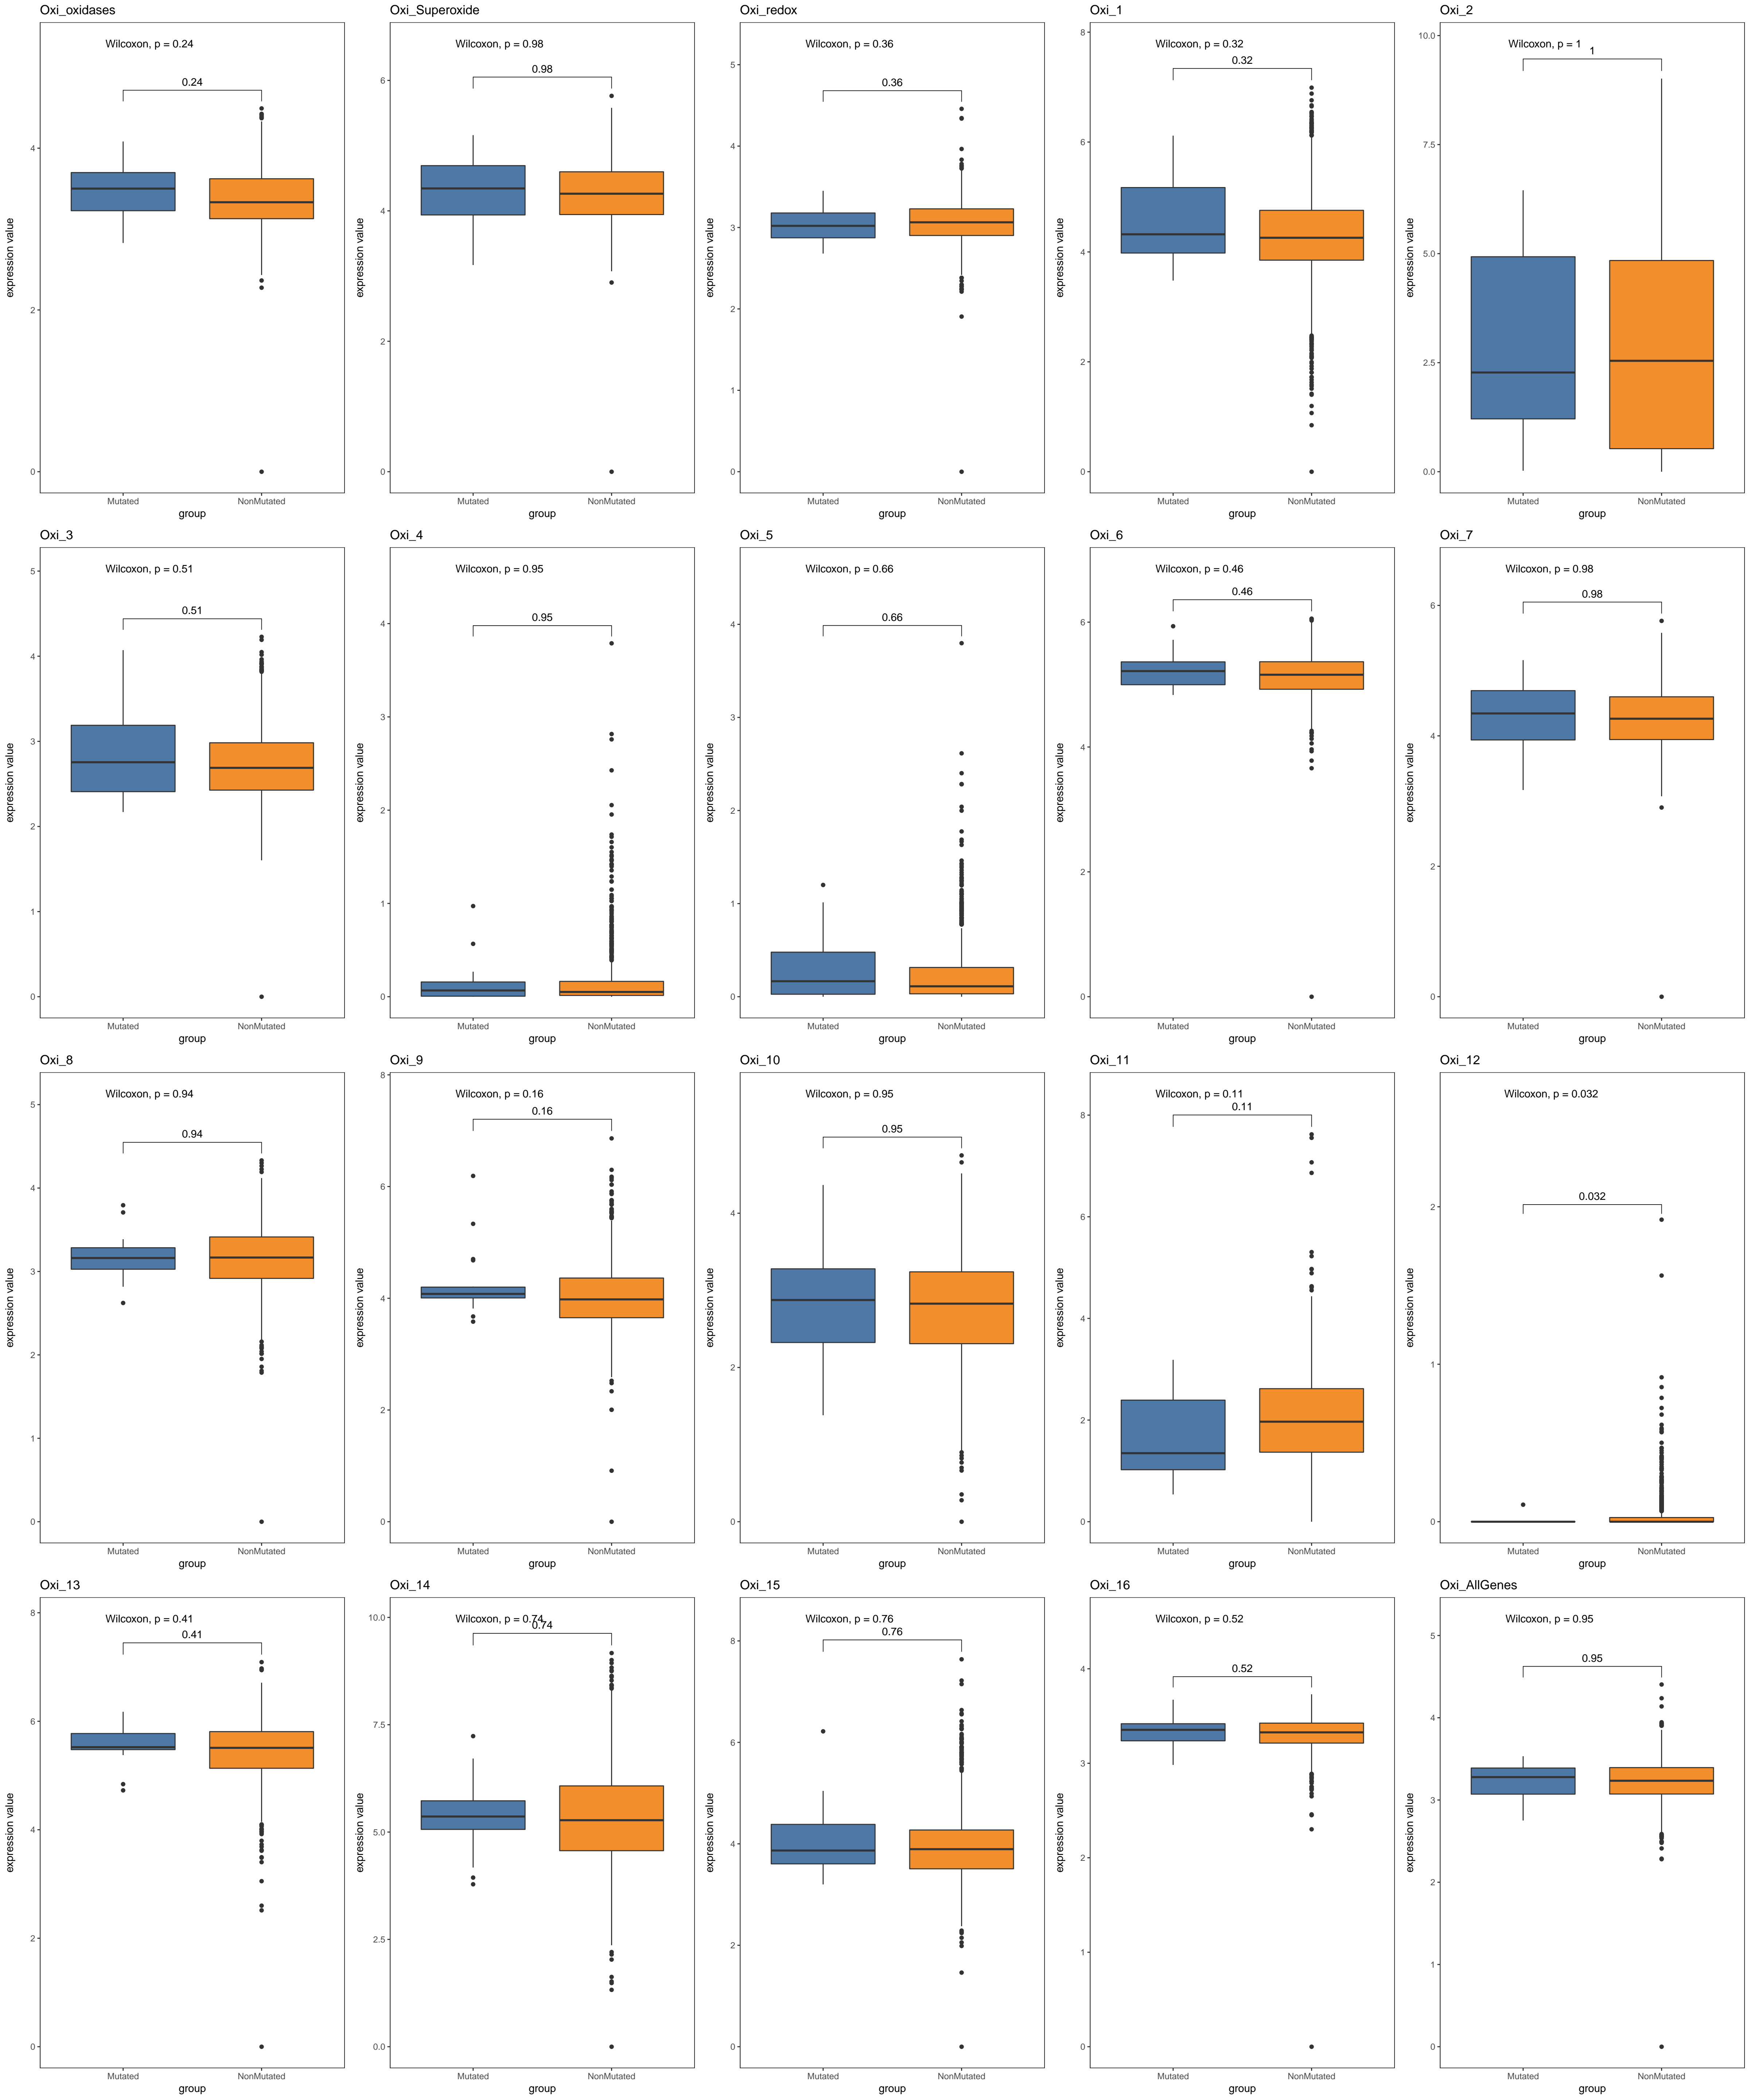 Oxi_oxidases
Wilcoxon, p = 0.24
0.24
4
2
0
expression value
Mutated
NonMutated
group
Oxi_Superoxide
Wilcoxon, p = 0.98
0.98
6
4
2
0
expression value
Mutated
NonMutated
group
Oxi_redox
Wilcoxon, p = 0.36
0.36
5
4
3
2
1
0
expression value
Mutated
NonMutated
group
Oxi_1
Wilcoxon, p = 0.32
0.32
8
6
4
2
0
expression value
Mutated
NonMutated
group
Oxi_2
Wilcoxon, p = 1
1
10.0
7.5
5.0
2.5
0.0
expression value
Mutated
NonMutated
group
Oxi_3
Wilcoxon, p = 0.51
0.51
5
4
3
2
1
0
expression value
Mutated
NonMutated
group
Oxi_4
Wilcoxon, p = 0.95
0.95
4
3
2
1
0
expression value
Mutated
NonMutated
group
Oxi_5
Wilcoxon, p = 0.66
0.66
4
3
2
1
0
expression value
Mutated
NonMutated
group
Oxi_6
Wilcoxon, p = 0.46
0.46
6
4
2
0
expression value
Mutated
NonMutated
group
Oxi_7
Wilcoxon, p = 0.98
0.98
6
4
2
0
expression value
Mutated
NonMutated
group
Oxi_8
Wilcoxon, p = 0.94
0.94
5
4
3
2
1
0
expression value
Mutated
NonMutated
group
Oxi_9
Wilcoxon, p = 0.16
0.16
8
6
4
2
0
expression value
Mutated
NonMutated
group
Oxi_10
Wilcoxon, p = 0.95
0.95
4
2
0
expression value
Mutated
NonMutated
group
Oxi_11
Wilcoxon, p = 0.11
0.11
8
6
4
2
0
expression value
Mutated
NonMutated
group
Oxi_12
Wilcoxon, p = 0.032
0.032
2
1
0
expression value
Mutated
NonMutated
group
Oxi_13
Wilcoxon, p = 0.41
0.41
8
6
4
2
0
expression value
Mutated
NonMutated
group
Oxi_14
Wilcoxon, p = 0.74
0.74
10.0
7.5
5.0
2.5
0.0
expression value
Mutated
NonMutated
group
Oxi_15
Wilcoxon, p = 0.76
0.76
8
6
4
2
0
expression value
Mutated
NonMutated
group
Oxi_16
Wilcoxon, p = 0.52
0.52
4
3
2
1
0
expression value
Mutated
NonMutated
group
Oxi_AllGenes
Wilcoxon, p = 0.95
0.95
5
4
3
2
1
0
expression value
Mutated
NonMutated
group